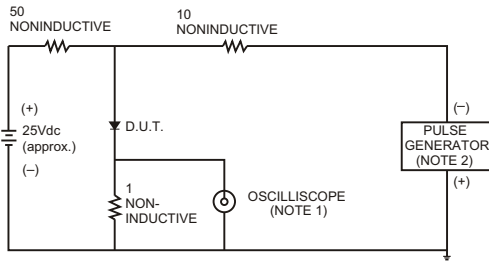 50
NONINDUCTIVE
10
NONINDUCTIVE
(+)
25Vdc
(approx.)
(–)
D.U.T.
1
NON-
INDUCTIVE
OSCILLISCOPE
(NOTE 1)
(–)
PULSE
GENERATOR
(NOTE 2)
(+)